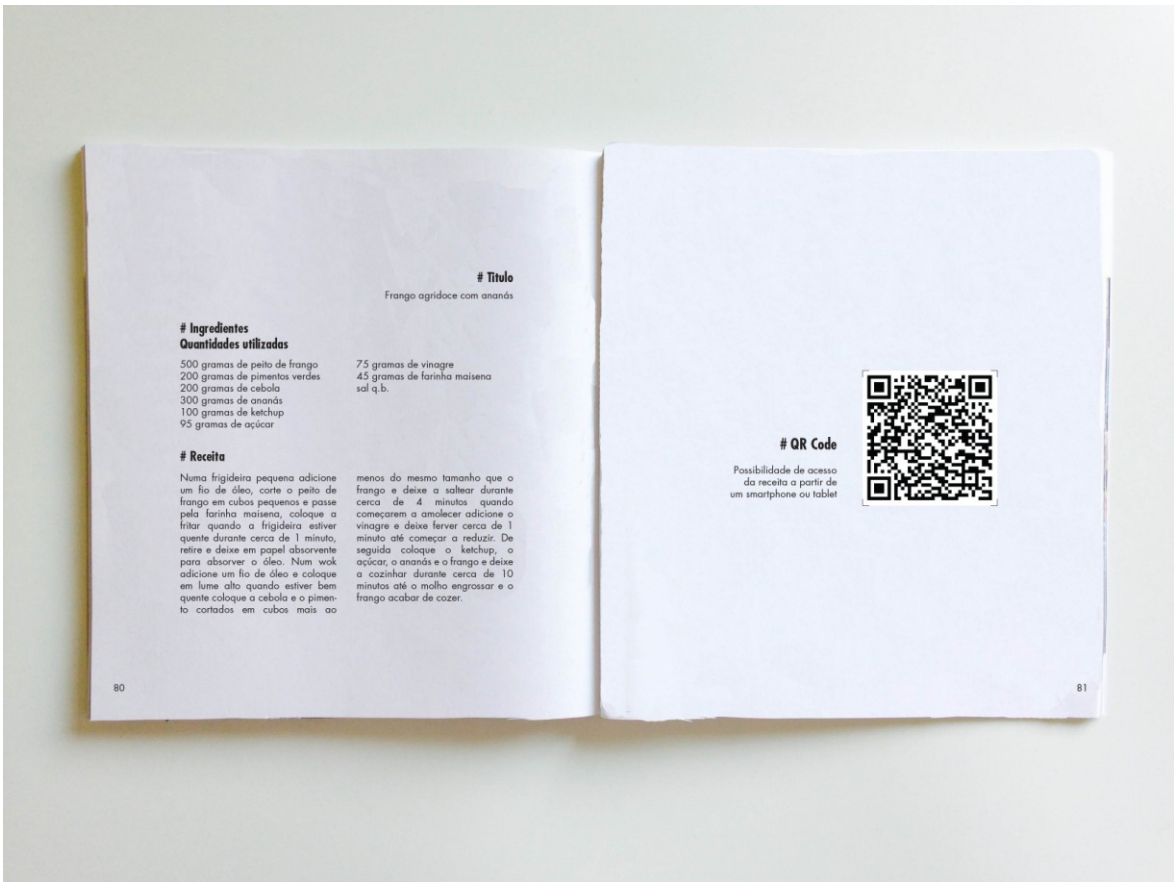 # Título
Frango agridoce com ananás
# Ingredientes
Quantidades utilizadas
500 gramas de peito de frango
200 gramas de pimentos verdes
200 gramas de cebola
300 gramas de ananás
100 gramas de ketchup
95 gramas de açúcar
75 gramas de vinagre
45 gramas de farinha maisena
sal q.b.
# Receita
Numa frigideira pequena adicione
um fio de óleo, corte o peito de
frango em cubos pequenos e passe
pela farinha maisena, coloque a
fritar quando a frigideira estiver
quente durante cerca de 1 minuto,
retire e deixe em papel absorvente
para absorver o óleo. Num wok
adicione um fio de óleo e coloque
em lume alto quando estiver bem
quente coloque a cebola e o pimen-
to cortados em cubos mais ao
menos do mesmo tamanho que o
frango e deixe a saltear durante
cerca de 4 minutos quando
começarem a amolecer adicione o
vinagre e deixe ferver cerca de 1
minuto até começar a reduzir. De
seguida coloque o ketchup, o
açúcar, o ananás e o frango e deixe
a cozinhar durante cerca de 10
minutos até o molho engrossar e o
frango acabar de cozer.
80
# QR Code
Possibilidade de acesso
da receita a partir de
um smartphone ou tablet
81